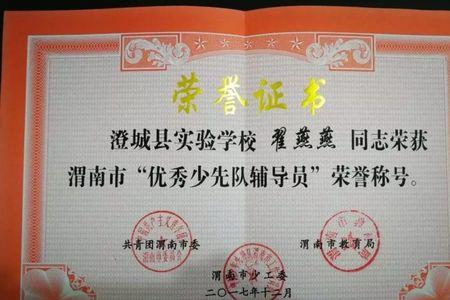 荣誉证书
澄城县实验学校 翟燕燕 同志荣获
渭南市“优秀少先队辅导员”荣誉称号。
共青团渭南市委 渭南市教育局
渭南市少工委
二〇一七年十二月